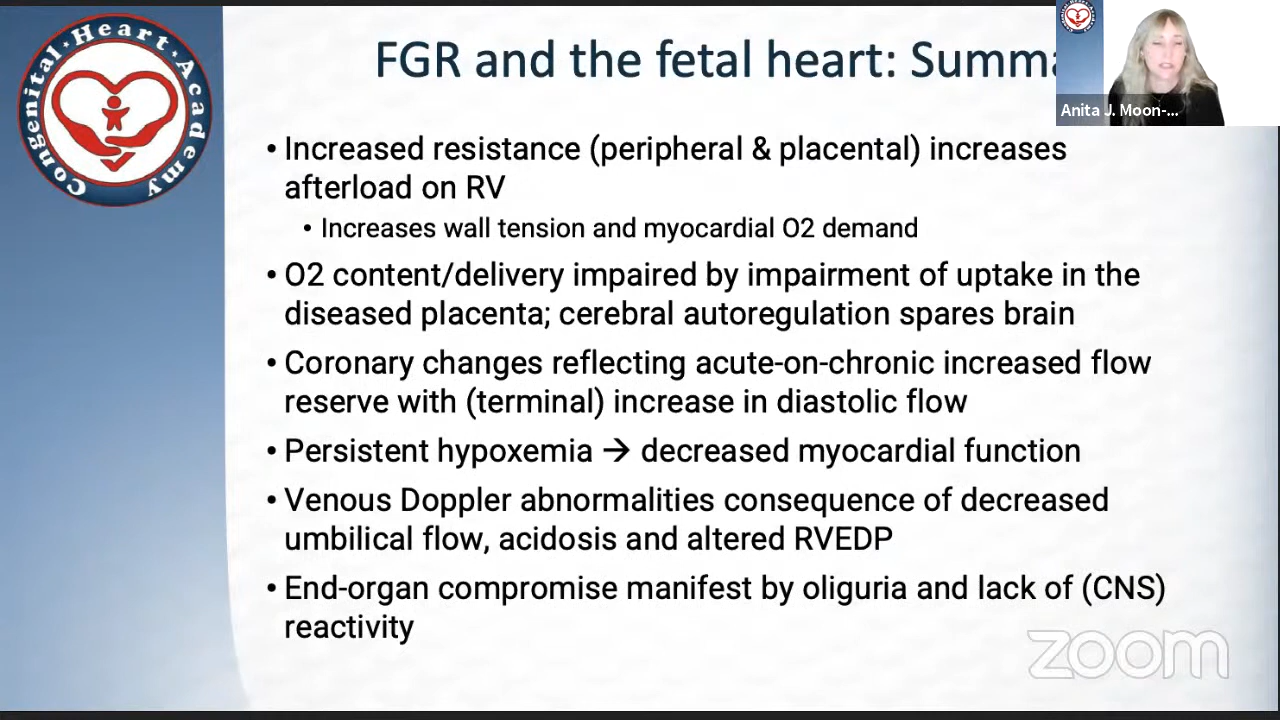 Congenital · Heart · Academy
FGR and the fetal heart: Summa
Anita J. Moon-...
• Increased resistance (peripheral & placental) increases
afterload on RV
• Increases wall tension and myocardial O2 demand
• O2 content/delivery impaired by impairment of uptake in the
diseased placenta; cerebral autoregulation spares brain
• Coronary changes reflecting acute-on-chronic increased flow
reserve with (terminal) increase in diastolic flow
• Persistent hypoxemia → decreased myocardial function
• Venous Doppler abnormalities consequence of decreased
umbilical flow, acidosis and altered RVEDP
• End-organ compromise manifest by oliguria and lack of (CNS)
reactivity
zoom